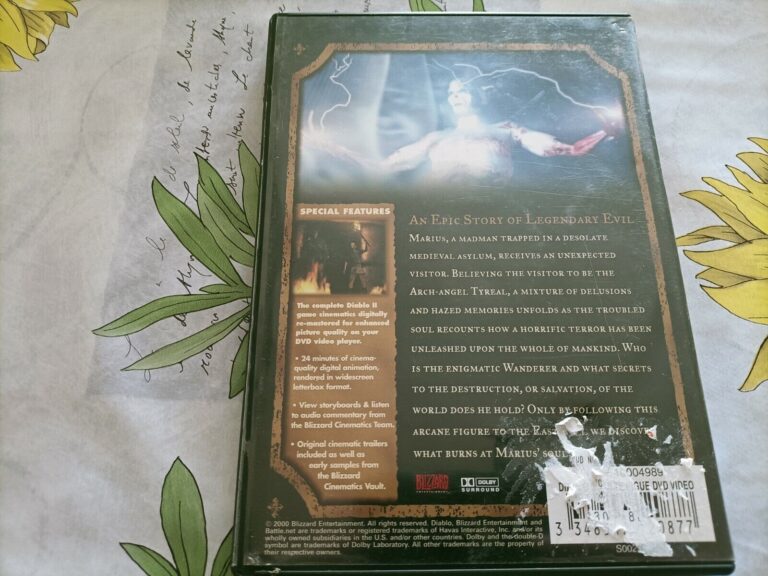 An Epic Story of Legendary Evil
Marius, a madman trapped in a desolate
medieval asylum, receives an unexpected
visitor. Believing the visitor to be the
Arch-angel Tyreal, a mixture of delusions
and hazed memories unfolds as the troubled
soul recounts how a horrific terror has been
unleashed upon the whole of mankind. Who
is the enigmatic Wanderer and what secrets
to the destruction, or salvation, of the
world does he hold? Only by following this
arcane figure to the East will we discover
what burns at Marius' soul
SPECIAL FEATURES
The complete Diablo II
game cinematics digitally
re-mastered for enhanced
picture quality on your
DVD video player.
• 24 minutes of cinema-
quality digital animation,
rendered in widescreen
letterbox format.
• View storyboards & listen
to audio commentary from
the Blizzard Cinematics Team.
• Original cinematic trailers
included as well as
early samples from
the Blizzard
Cinematics Vault.
BLIZZARD
ENTERTAINMENT
DOLBY
SURROUND
004989
DVD VIDEO
© 2000 Blizzard Entertainment. All rights reserved. Diablo, Blizzard Entertainment and
Battle.net are trademarks or registered trademarks of Havas Interactive, Inc. and/or its
wholly owned subsidiaries in the U.S. and/or other countries. Dolby and the double-D
symbol are trademarks of Dolby Laboratory. All other trademarks are the property of
their respective owners.
de soleil, de lavande